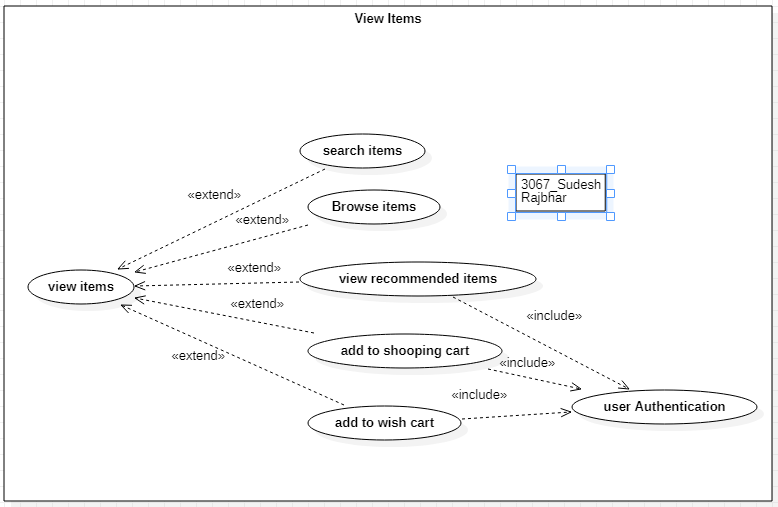 View Items
search items
3067_Sudesh
Rajbhar
«extend»
Browse items
«extend»
«extend»
view recommended items
view items
«extend»
«include»
add to shooping cart
«extend»
«include»
«include»
user Authentication
add to wish cart